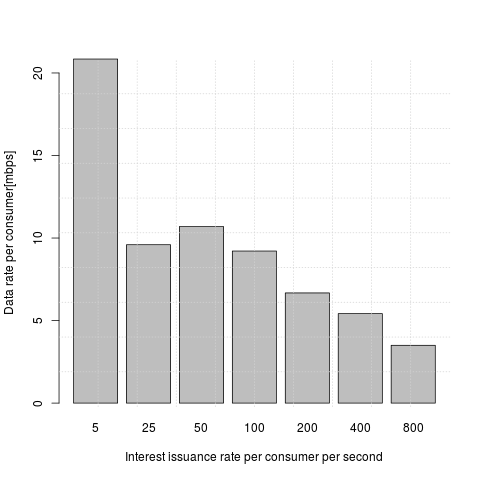 Data rate per consumer[mbps]
20
15
10
5
0
5 25 50 100 200 400 800
Interest issuance rate per consumer per second